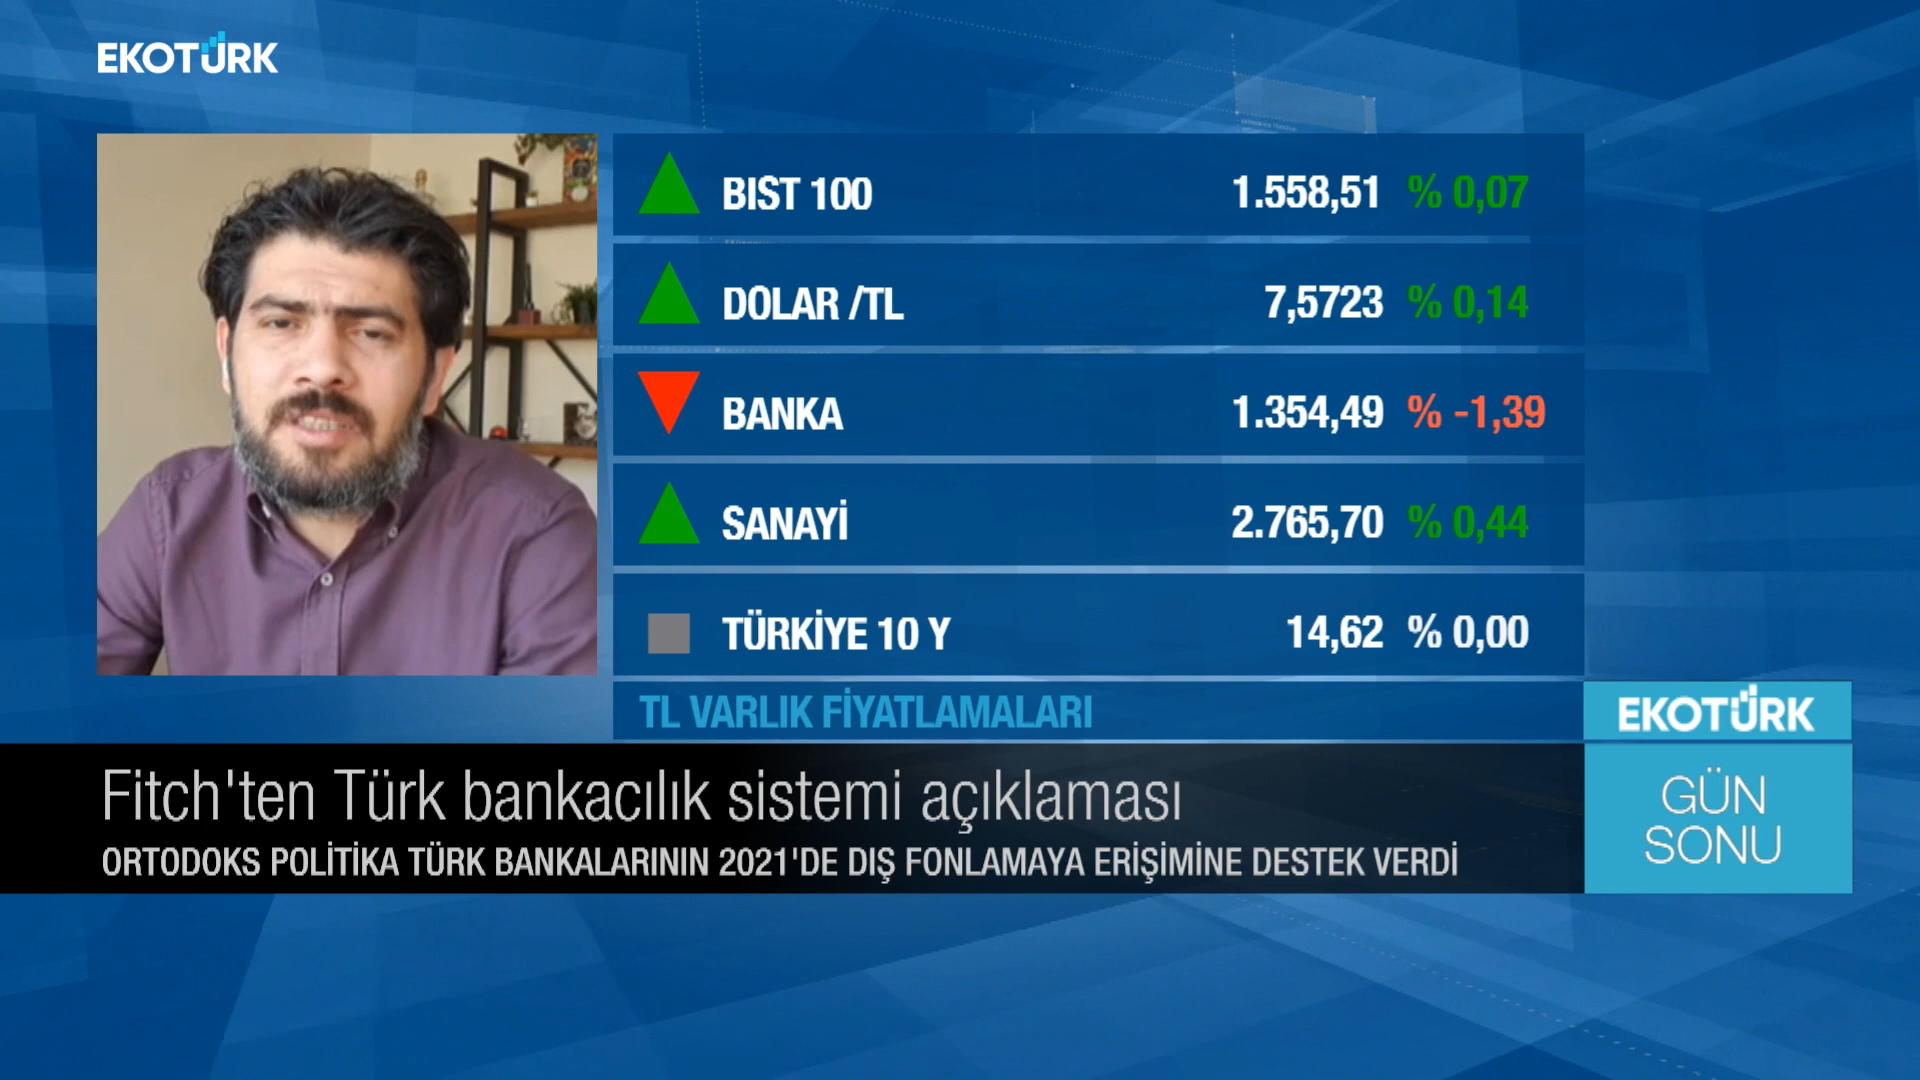 EKOTÜRK
BIST 100 1.558,51 % 0,07
DOLAR /TL 7,5723 % 0,14
BANKA 1.354,49 % -1,39
SANAYİ 2.765,70 % 0,44
TÜRKİYE 10 Y 14,62 % 0,00
TL VARLIK FİYATLAMALARI
EKOTÜRK
Fitch'ten Türk bankacılık sistemi açıklaması
ORTODOKS POLİTİKA TÜRK BANKALARININ 2021'DE DIŞ FONLAMAYA ERİŞİMİNE DESTEK VERDİ
GÜN
SONU